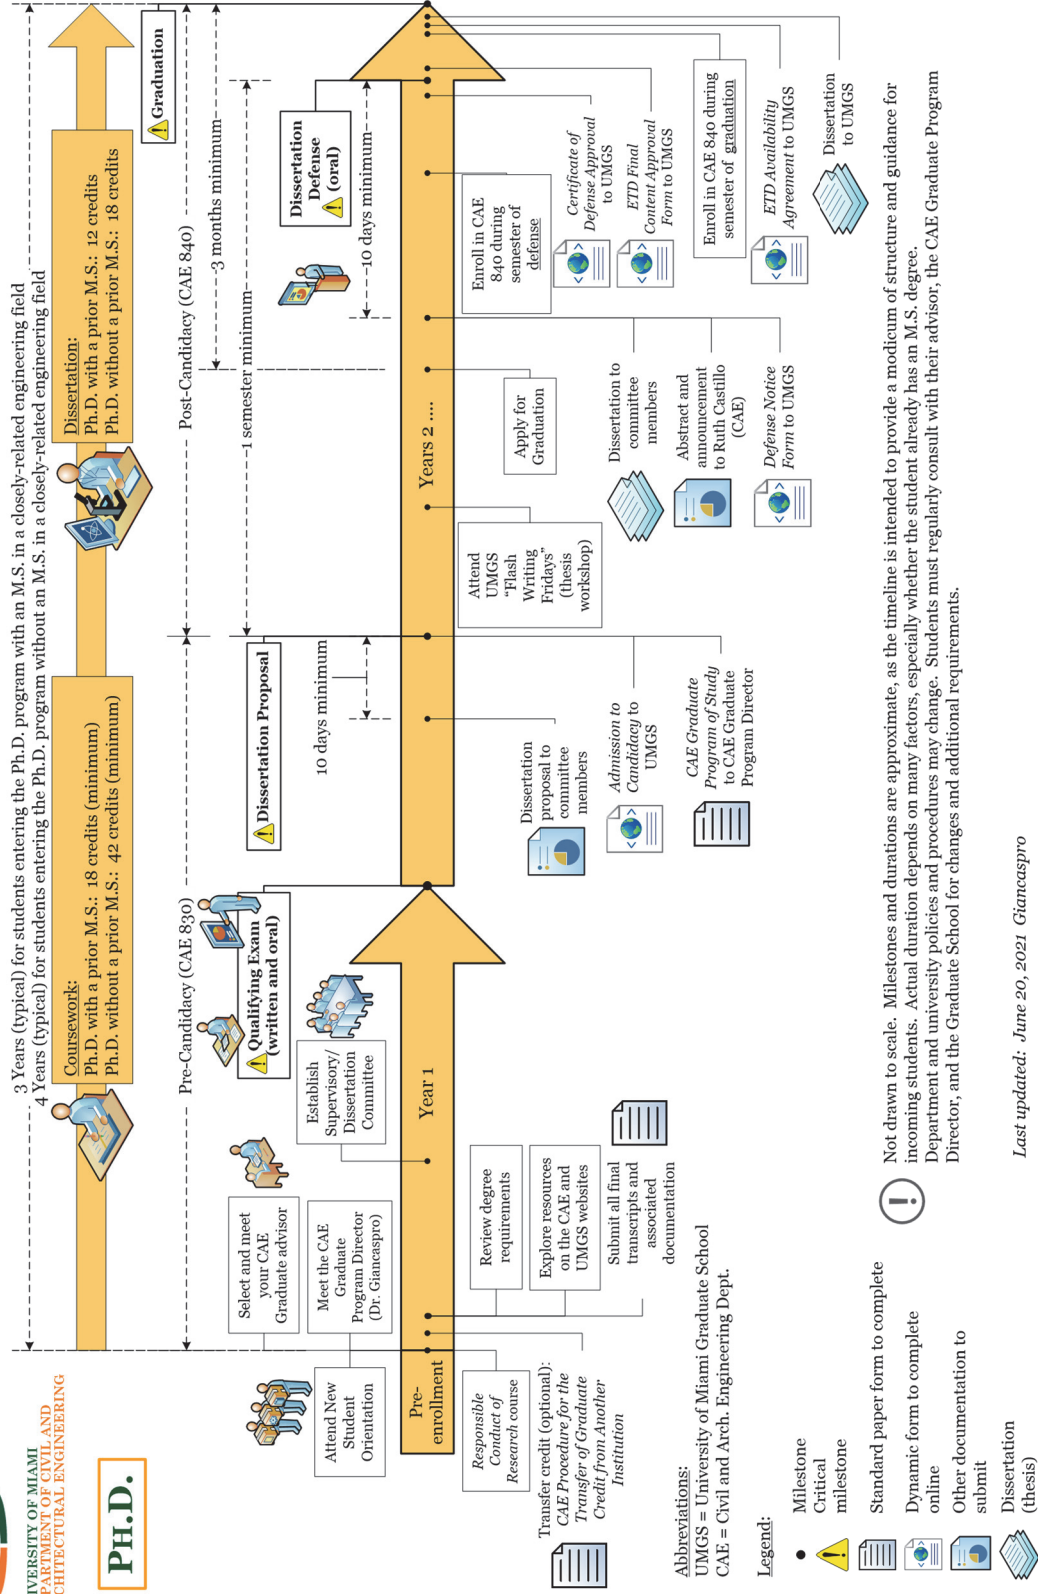 IVERSITY OF MIAMI
PARTMENT OF CIVIL AND
CHITECTURAL ENGINEERING
PH.D.
3 Years (typical) for students entering the Ph.D. program with an M.S. in a closely-related engineering field
4 Years (typical) for students entering the Ph.D. program without an M.S. in a closely-related engineering field
Coursework:
Ph.D. with a prior M.S.: 18 credits (minimum)
Ph.D. without a prior M.S.: 42 credits (minimum)
Dissertation:
Ph.D. with a prior M.S.: 12 credits
Ph.D. without a prior M.S.: 18 credits
Graduation
Pre-Candidacy (CAE 830)
Post-Candidacy (CAE 840)
3 months minimum
1 semester minimum
Attend New
Student
Orientation
Select and meet
your CAE
Graduate advisor
Meet the CAE
Graduate
Program Director
(Dr. Giancaspro)
Establish
Supervisory/
Dissertation
Committee
Qualifying Exam
(written and oral)
Dissertation Proposal
10 days minimum
Dissertation
Defense
(oral)
10 days minimum
Pre-
enrollment
Year 1
Years 2 ....
Responsible
Conduct of
Research course
Transfer credit (optional):
CAE Procedure for the
Transfer of Graduate
Credit from Another
Institution
Review degree
requirements
Explore resources
on the CAE and
UMGS websites
Submit all final
transcripts and
associated
documentation
Dissertation
proposal to
committee
members
Admission to
Candidacy to
UMGS
CAE Graduate
Program of Study
to CAE Graduate
Program Director
Attend
UMGS
“Flash
Writing
Fridays”
(thesis
workshop)
Apply for
Graduation
Dissertation to
committee
members
Abstract and
announcement
to Ruth Castillo
(CAE)
Defense Notice
Form to UMGS
Enroll in CAE
840 during
semester of
defense
Certificate of
Defense Approval
to UMGS
ETD Final
Content Approval
Form to UMGS
Enroll in CAE 840 during
semester of graduation
ETD Availability
Agreement to UMGS
Dissertation
to UMGS
Abbreviations:
UMGS = University of Miami Graduate School
CAE = Civil and Arch. Engineering Dept.
Legend:
Milestone
Critical
milestone
Standard paper form to complete
Dynamic form to complete
online
Other documentation to
submit
Dissertation
(thesis)
Not drawn to scale. Milestones and durations are approximate, as the timeline is intended to provide a modicum of structure and guidance for
incoming students. Actual duration depends on many factors, especially whether the student already has an M.S. degree.
Department and university policies and procedures may change. Students must regularly consult with their advisor, the CAE Graduate Program
Director, and the Graduate School for changes and additional requirements.
Last updated: June 20, 2021 Giancaspro